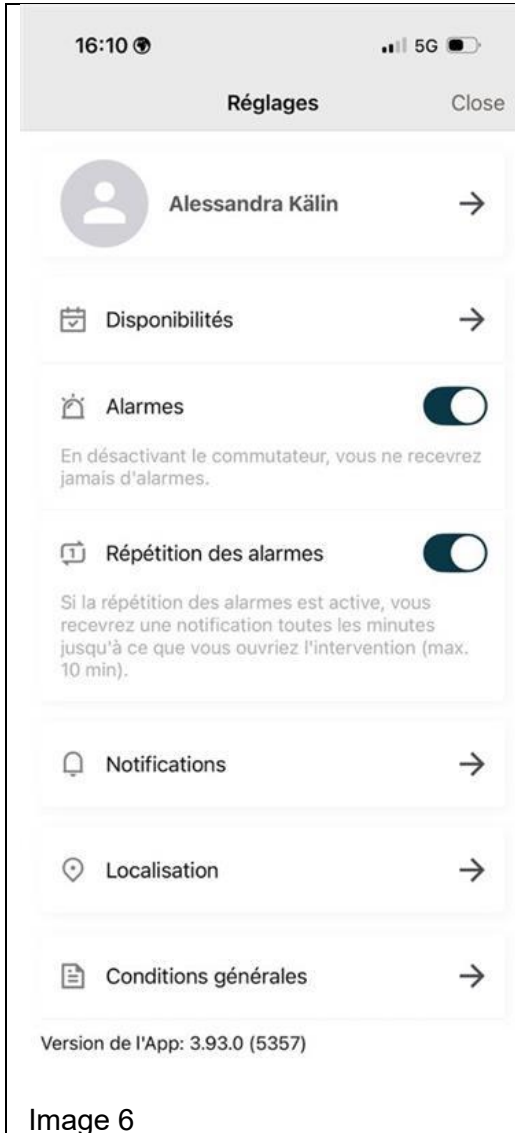 16:10
5G
Réglages
Close
Alessandra Kälin
Disponibilités
Alarmes
En désactivant le commutateur, vous ne recevrez
jamais d'alarmes.
1
Répétition des alarmes
Si la répétition des alarmes est active, vous
recevrez une notification toutes les minutes
jusqu'à ce que vous ouvriez l'intervention (max.
10 min).
Notifications
Localisation
Conditions générales
Version de l'App: 3.93.0 (5357)
Image 6